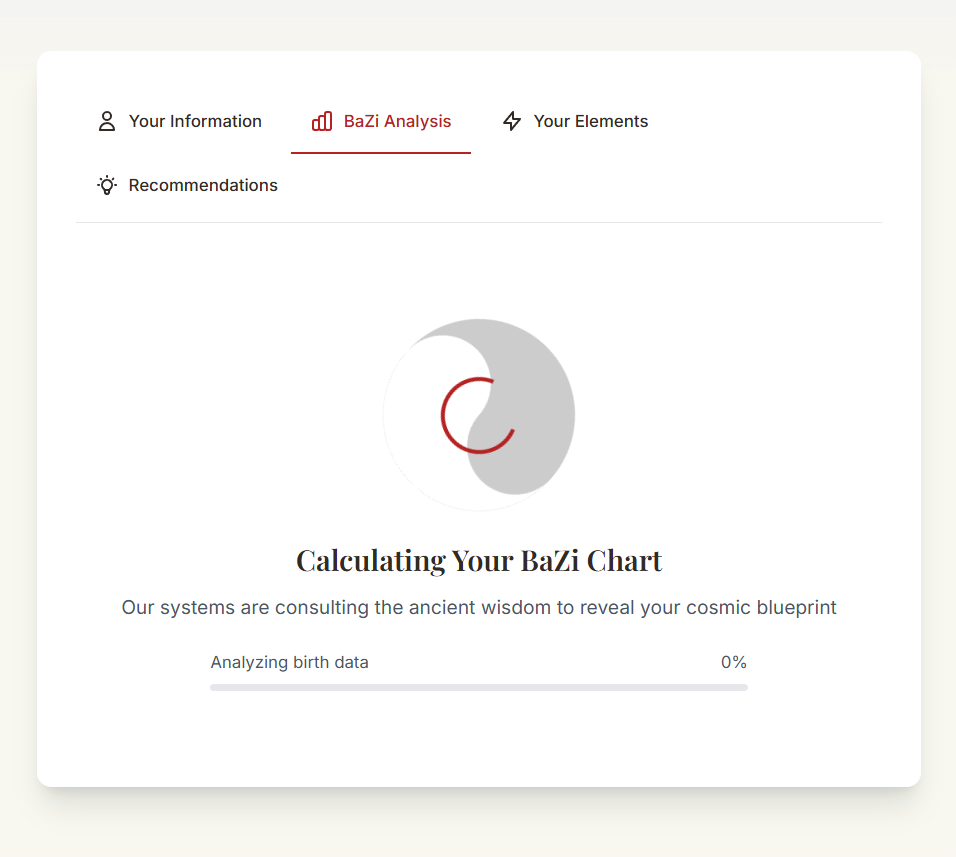 Your Information
BaZi Analysis
Your Elements
Recommendations
Calculating Your BaZi Chart
Our systems are consulting the ancient wisdom to reveal your cosmic blueprint
Analyzing birth data
0%